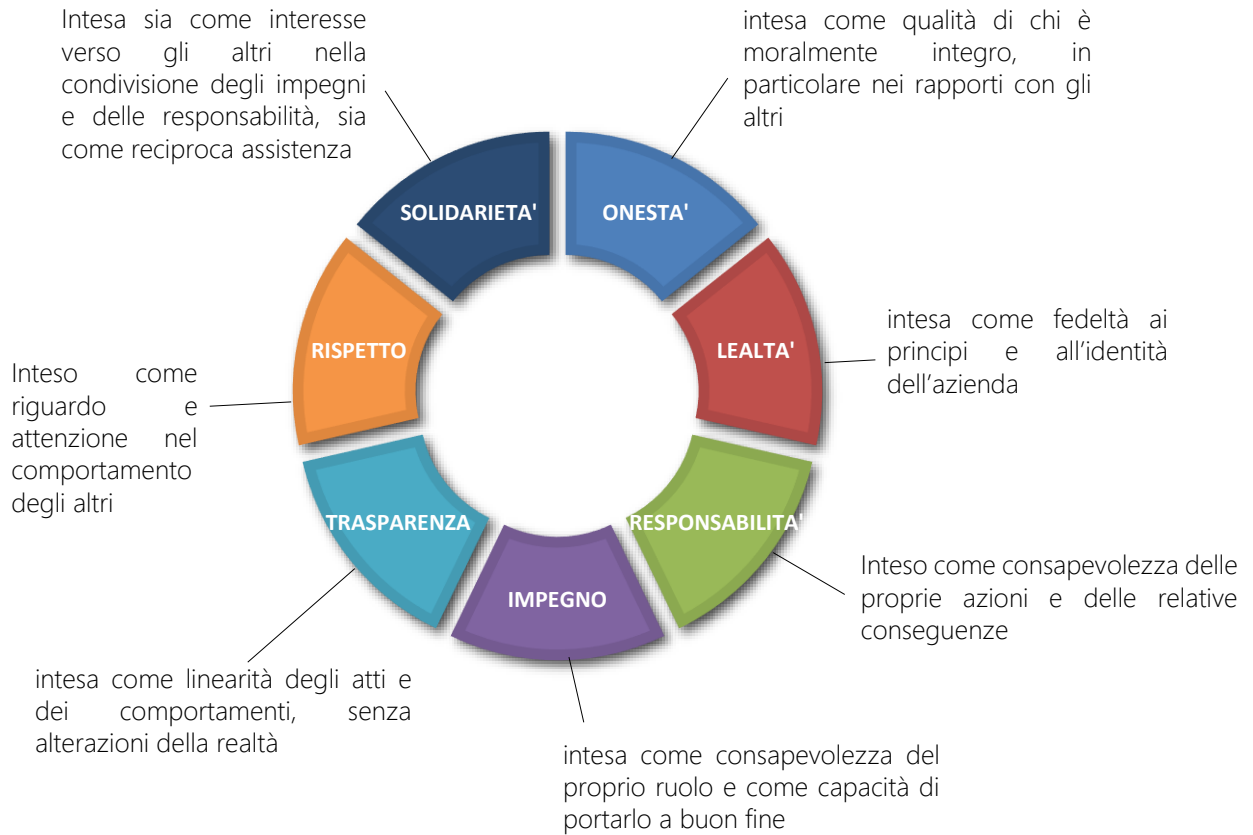 Intesa sia come interesse
verso gli altri nella
condivisione degli impegni
e delle responsabilità, sia
come reciproca assistenza
intesa come qualità di chi è
moralmente integro, in
particolare nei rapporti con gli
altri
SOLIDARIETA'
ONESTA'
RISPETTO
LEALTA'
intesa come fedeltà ai
principi e all’identità
dell’azienda
Inteso come
riguardo e
attenzione nel
comportamento
degli altri
TRASPARENZA
RESPONSABILITA'
IMPEGNO
Inteso come consapevolezza delle
proprie azioni e delle relative
conseguenze
intesa come linearità degli atti e
dei comportamenti, senza
alterazioni della realtà
intesa come consapevolezza del
proprio ruolo e come capacità di
portarlo a buon fine